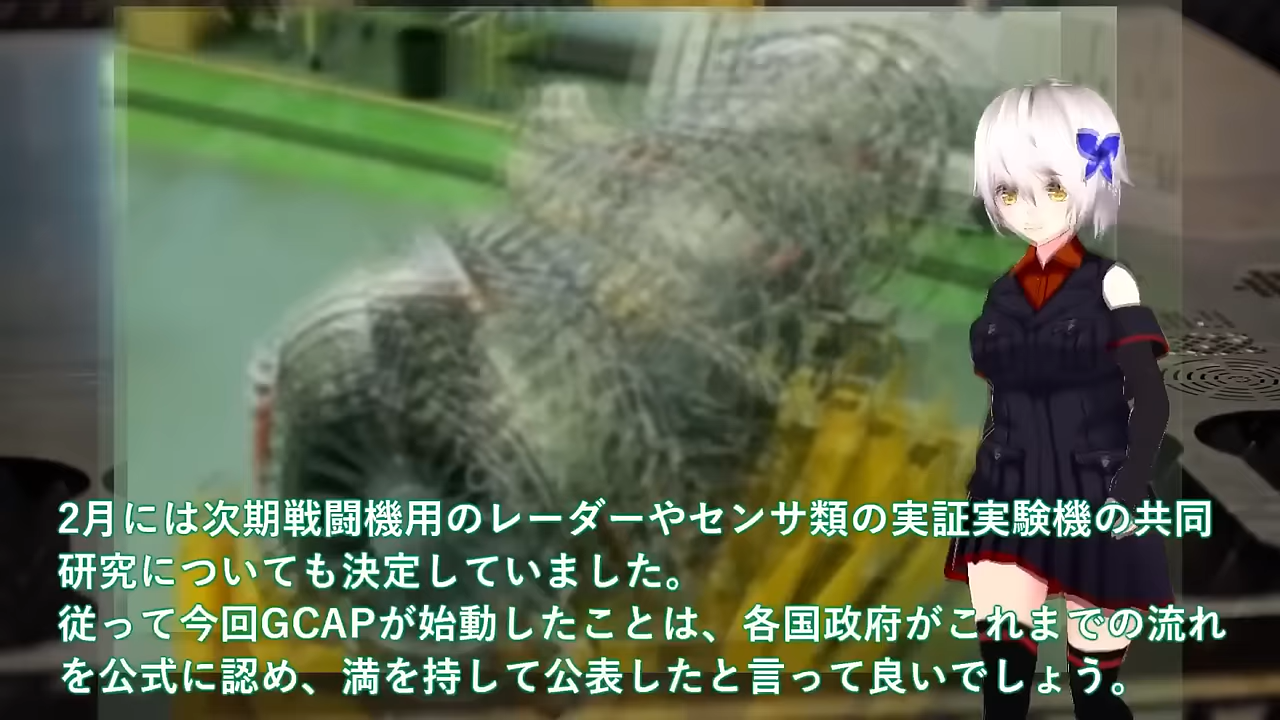 2月には次期戦闘機用のレーダーやセンサ類の実証実験機の共同
研究についても決定していました。
従って今回GCAPが始動したことは、各国政府がこれまでの流れ
を公式に認め、満を持して公表したと言って良いでしょう。